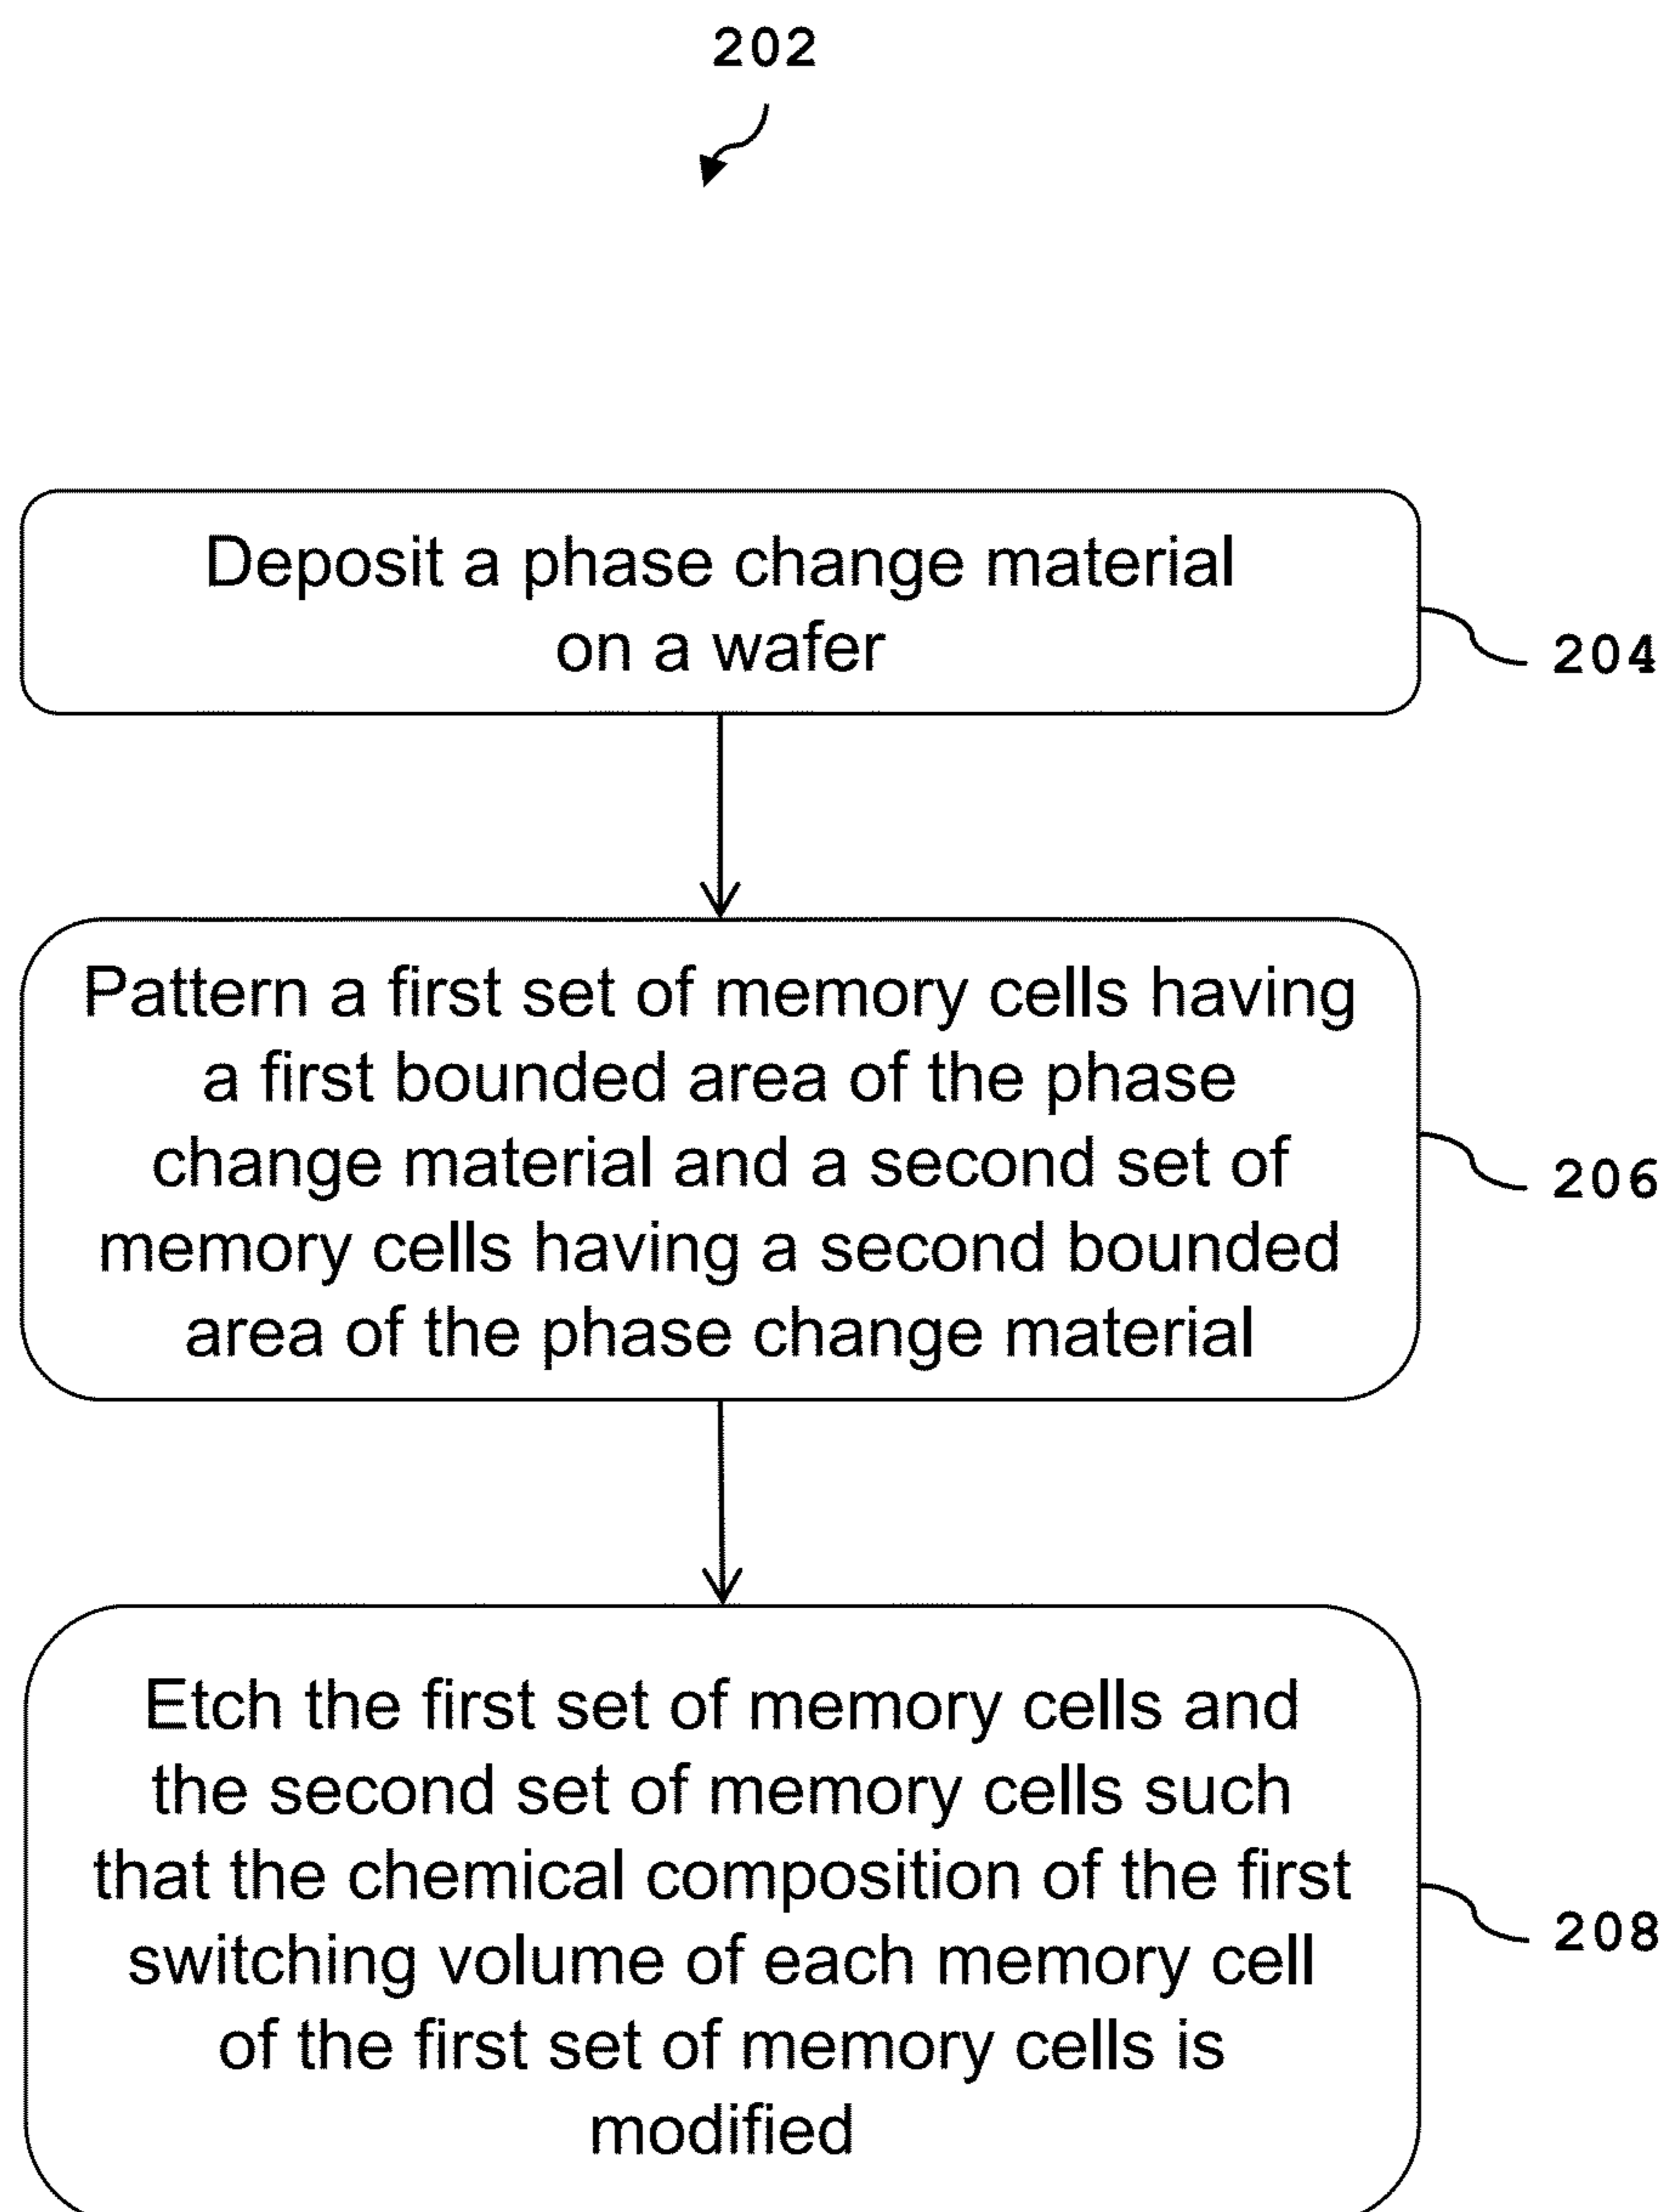 202
Deposit a phase change material
on a wafer
204
Pattern a first set of memory cells having
a first bounded area of the phase
change material and a second set of
memory cells having a second bounded
area of the phase change material
206
Etch the first set of memory cells and
the second set of memory cells such
that the chemical composition of the first
switching volume of each memory cell
of the first set of memory cells is
modified
208